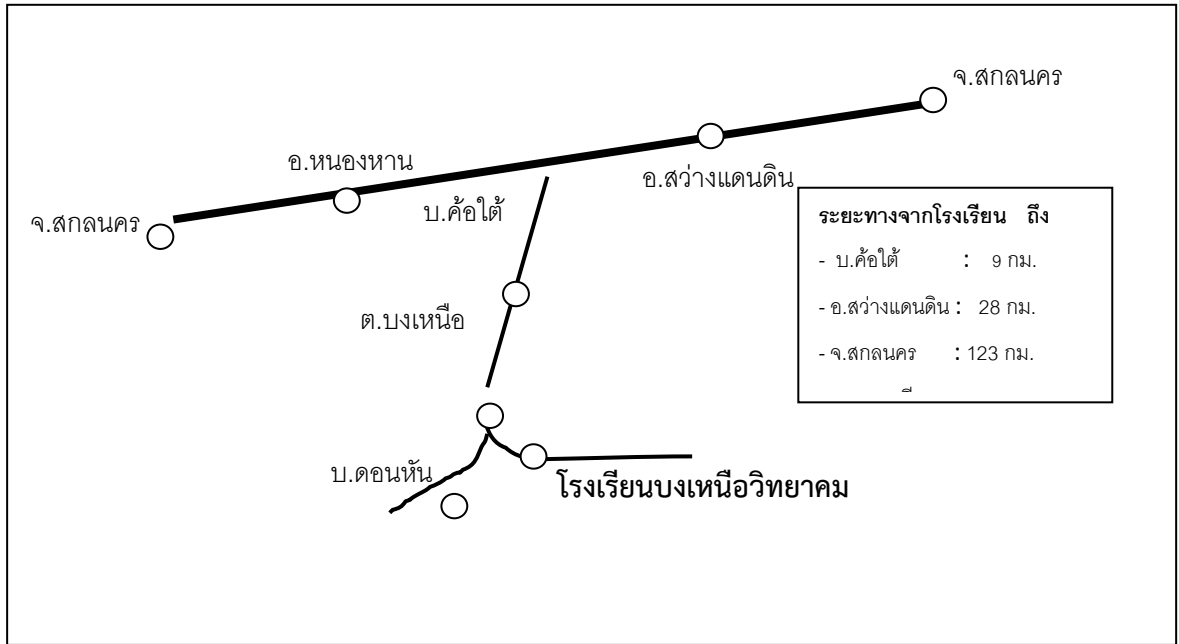 จ.สกลนคร
อ.หนองหาน
อ.สว่างแดนดิน
บ.ค้อใต้
จ.สกลนคร
ต.บงเหนือ
บ.ดอนหัน
โรงเรียนบงเหนือวิทยาคม
ระยะทางจากโรงเรียน ถึง
- บ.ค้อใต้ : 9 กม.
- อ.สว่างแดนดิน : 28 กม.
- จ.สกลนคร : 123 กม.